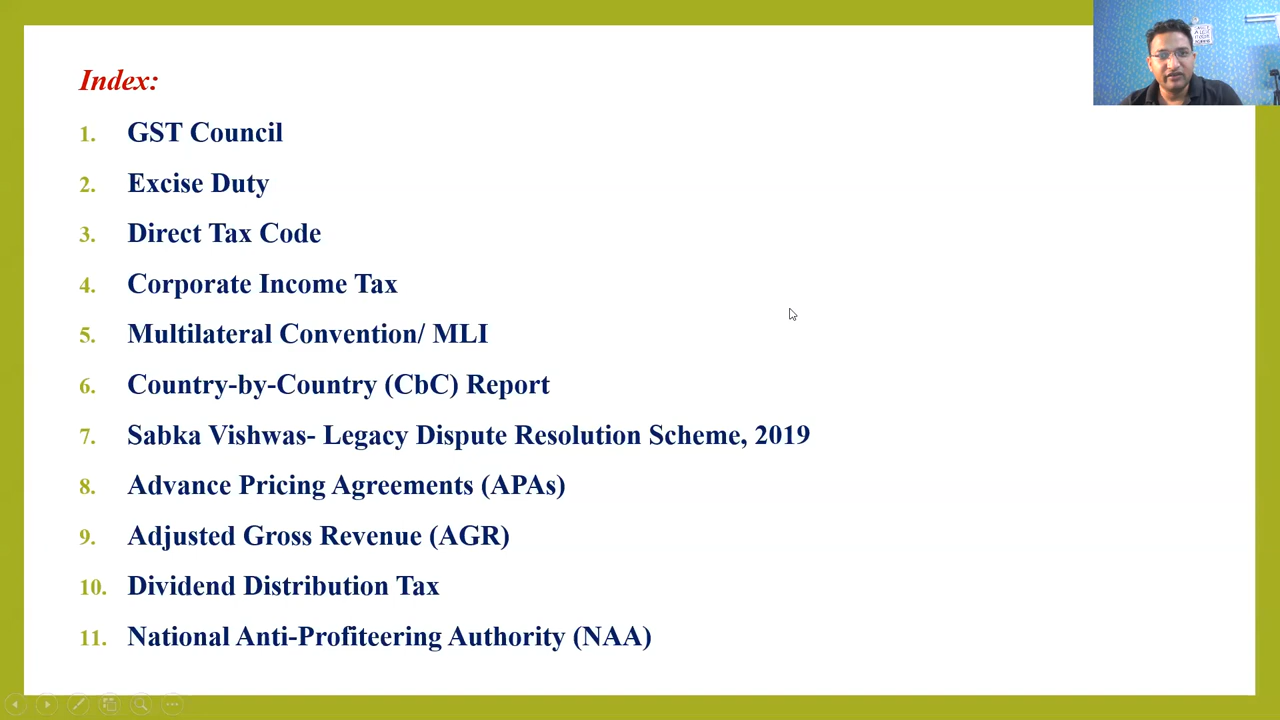 Index:
1. GST Council
2. Excise Duty
3. Direct Tax Code
4. Corporate Income Tax
5. Multilateral Convention/ MLI
6. Country-by-Country (CbC) Report
7. Sabka Vishwas- Legacy Dispute Resolution Scheme, 2019
8. Advance Pricing Agreements (APAs)
9. Adjusted Gross Revenue (AGR)
10. Dividend Distribution Tax
11. National Anti-Profiteering Authority (NAA)